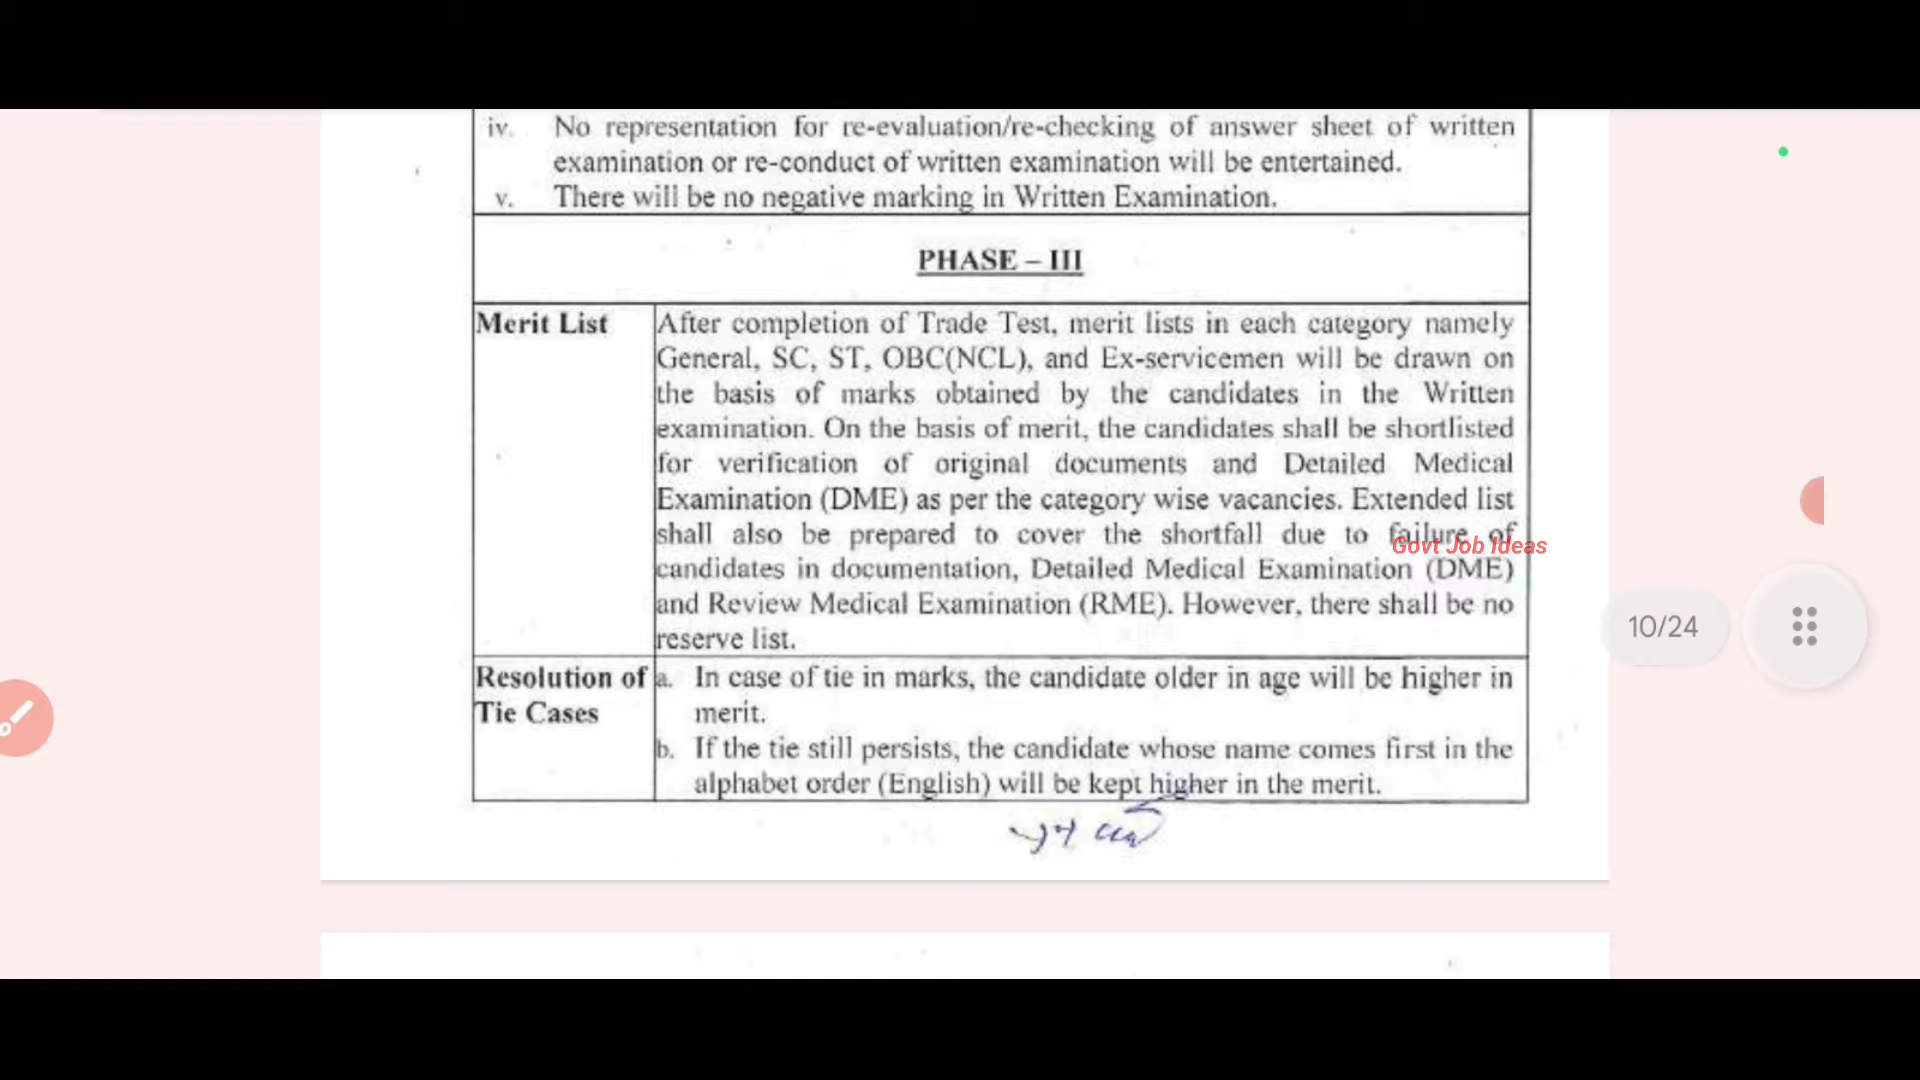 iv. No representation for re-evaluation/re-checking of answer sheet of written
examination or re-conduct of written examination will be entertained.
v. There will be no negative marking in Written Examination.
PHASE – III
Merit List
After completion of Trade Test, merit lists in each category namely
General, SC, ST, OBC(NCL), and Ex-servicemen will be drawn on
the basis of marks obtained by the candidates in the Written
examination. On the basis of merit, the candidates shall be shortlisted
for verification of original documents and Detailed Medical
Examination (DME) as per the category wise vacancies. Extended list
shall also be prepared to cover the shortfall due to failure of
candidates in documentation, Detailed Medical Examination (DME)
and Review Medical Examination (RME). However, there shall be no
reserve list.
Govt Job Ideas
10/24
Resolution of
Tie Cases
a. In case of tie in marks, the candidate older in age will be higher in
merit.
b. If the tie still persists, the candidate whose name comes first in the
alphabet order (English) will be kept higher in the merit.